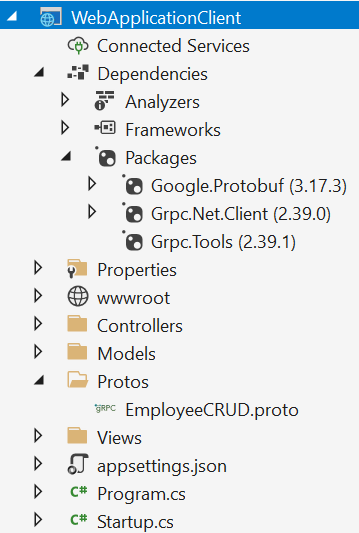 WebApplicationClient
Connected Services
Dependencies
Analyzers
Frameworks
Packages
Google.Protobuf (3.17.3)
Grpc.Net.Client (2.39.0)
Grpc.Tools (2.39.1)
Properties
wwwroot
Controllers
Models
Protos
gRPC EmployeeCRUD.proto
Views
appsettings.json
C# Program.cs
C# Startup.cs